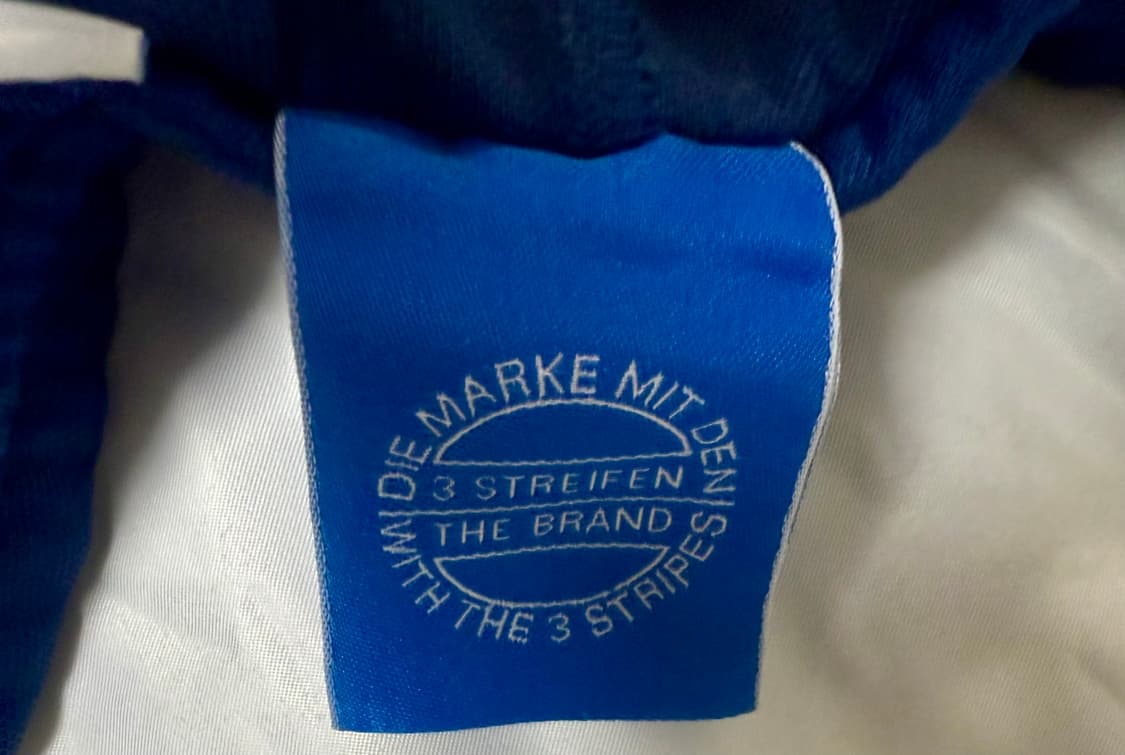 DIE MARKE MIT DEN
3 STREIFEN
THE BRAND
WITH THE 3 STRIPES